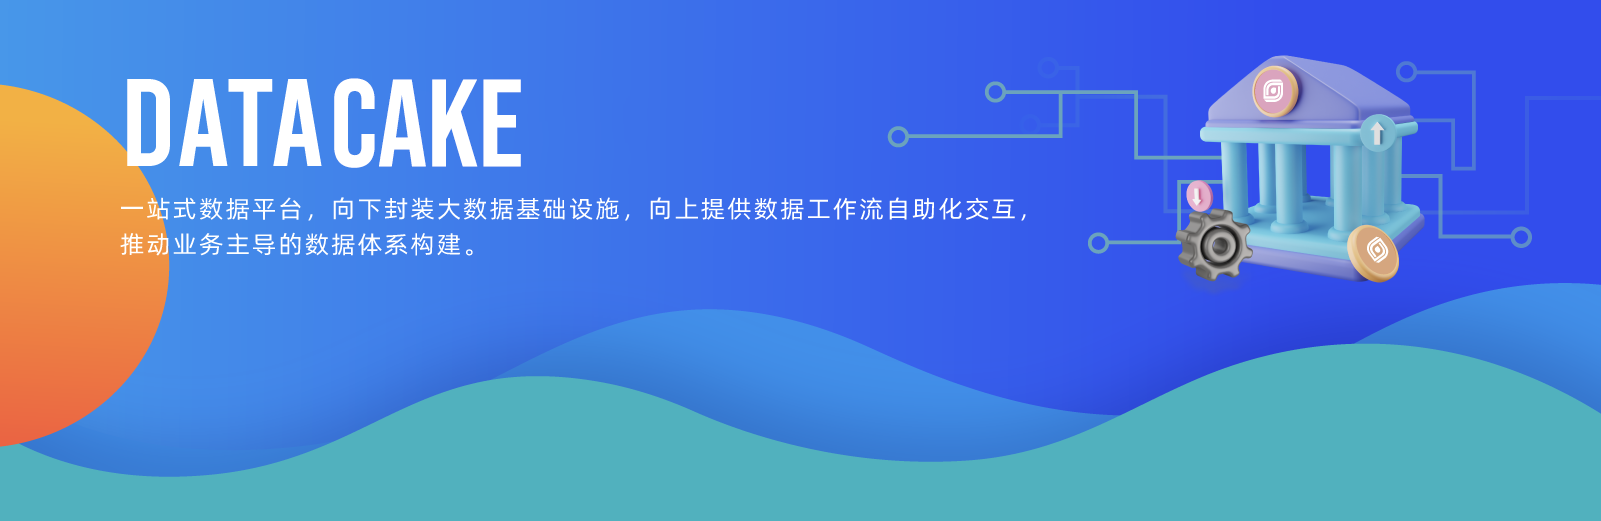 DATACAKE
一站式数据平台，向下封装大数据基础设施，向上提供数据工作流自助化交互，
推动业务主导的数据体系构建。